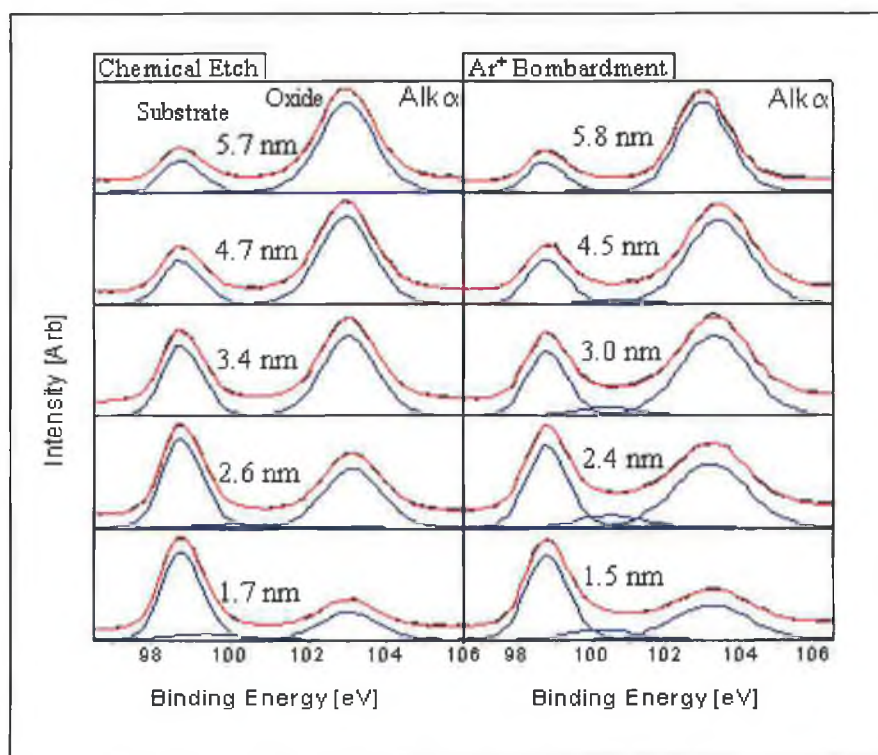 Chemical Etch
Ar⁺ Bombardment
Substrate
Oxide
Alk α
Alk α
5.7 nm
5.8 nm
4.7 nm
4.5 nm
3.4 nm
3.0 nm
2.6 nm
2.4 nm
1.7 nm
1.5 nm
Intensity [Arb]
98 100 102 104 106 98 100 102 104 106
Binding Energy [eV] Binding Energy [eV]